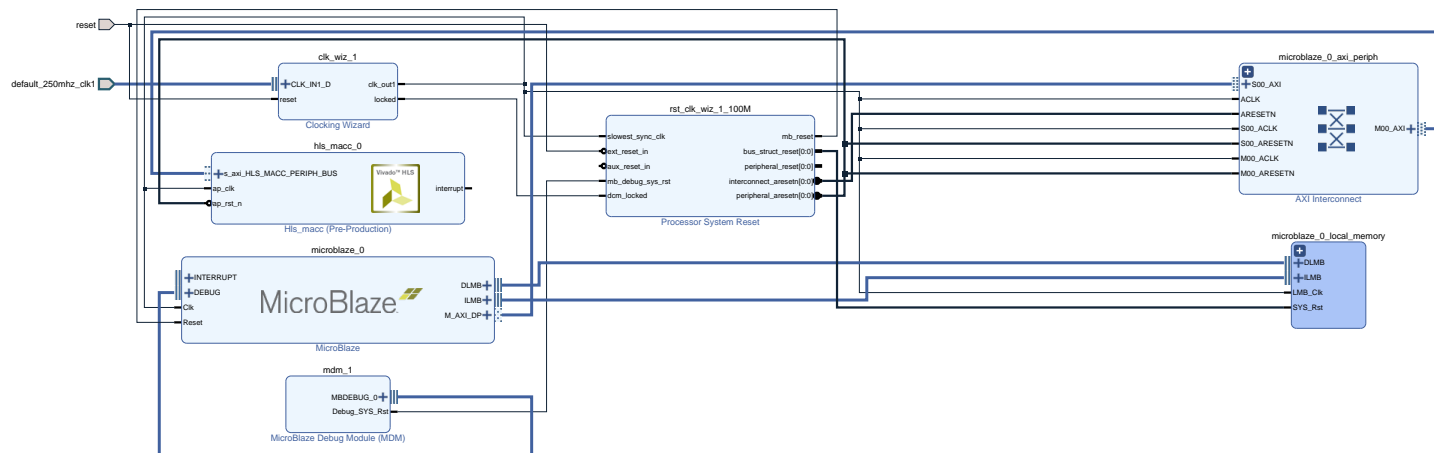 reset
default_250mhz_clk1
clk_wiz_1
CLK_IN1_D
reset
clk_out1
locked
Clocking Wizard
hls_macc_0
s_axi_HLS_MACC_PERIPH_BUS
ap_clk
ap_rst_n
Vivado™ HLS
interrupt
Hls_macc (Pre-Production)
microblaze_0
INTERRUPT
DEBUG
Clk
Reset
MicroBlaze
DLMB
ILMB
M_AXI_DP
MicroBlaze
mdm_1
MBDEBUG_0
Debug_SYS_Rst
MicroBlaze Debug Module (MDM)
rst_clk_wiz_1_100M
slowest_sync_clk
ext_reset_in
aux_reset_in
mb_debug_sys_rst
dcm_locked
mb_reset
bus_struct_reset[0:0]
peripheral_reset[0:0]
interconnect_aresetn[0:0]
peripheral_aresetn[0:0]
Processor System Reset
microblaze_0_axi_periph
S00_AXI
ACLK
ARESETN
S00_ACLK
S00_ARESETN
M00_ACLK
M00_ARESETN
M00_AXI
AXI Interconnect
microblaze_0_local_memory
DLMB
ILMB
LMB_Clk
SYS_Rst